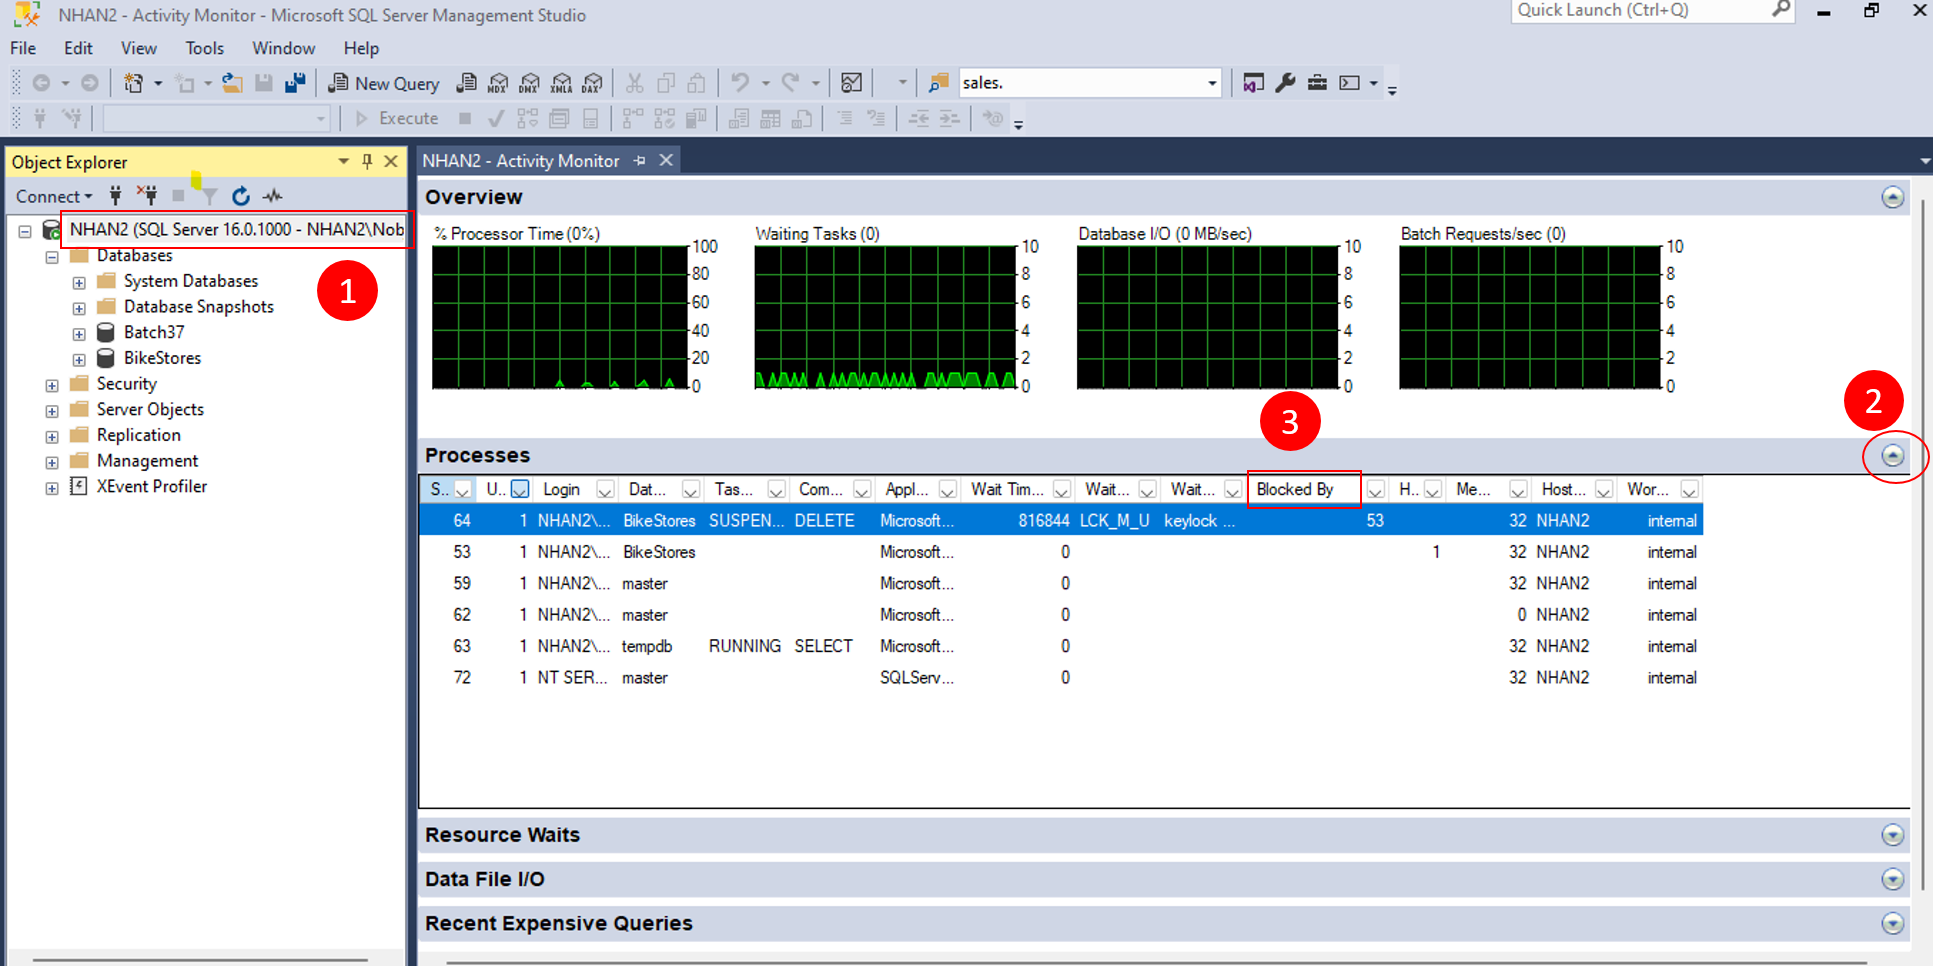 NHAN2 - Activity Monitor - Microsoft SQL Server Management Studio
Quick Launch (Ctrl+Q)
File Edit View Tools Window Help
New Query MDX DMX XMLA DAX sales.
Execute
Object Explorer
NHAN2 - Activity Monitor
Connect
NHAN2 (SQL Server 16.0.1000 - NHAN2\Nob
Databases
System Databases
Database Snapshots
Batch37
BikeStores
Security
Server Objects
Replication
Management
XEvent Profiler
1
Overview
% Processor Time (0%)
100
80
60
40
20
0
Waiting Tasks (0)
10
8
6
4
2
0
Database I/O (0 MB/sec)
10
8
6
4
2
0
Batch Requests/sec (0)
10
8
6
4
2
0
3
2
Processes
S.. U.. Login Dat... Tas... Com... Appl... Wait Tim... Wait... Wait... Blocked By H.. Me... Host... Wor...
64 1 NHAN2\... BikeStores SUSPEN... DELETE Microsoft... 816844 LCK_M_U keylock ... 53 32 NHAN2 internal
53 1 NHAN2\... BikeStores Microsoft... 0 1 32 NHAN2 internal
59 1 NHAN2\... master Microsoft... 0 32 NHAN2 internal
62 1 NHAN2\... master Microsoft... 0 0 NHAN2 internal
63 1 NHAN2\... tempdb RUNNING SELECT Microsoft... 0 32 NHAN2 internal
72 1 NT SER... master SQLServ... 0 32 NHAN2 internal
Resource Waits
Data File I/O
Recent Expensive Queries